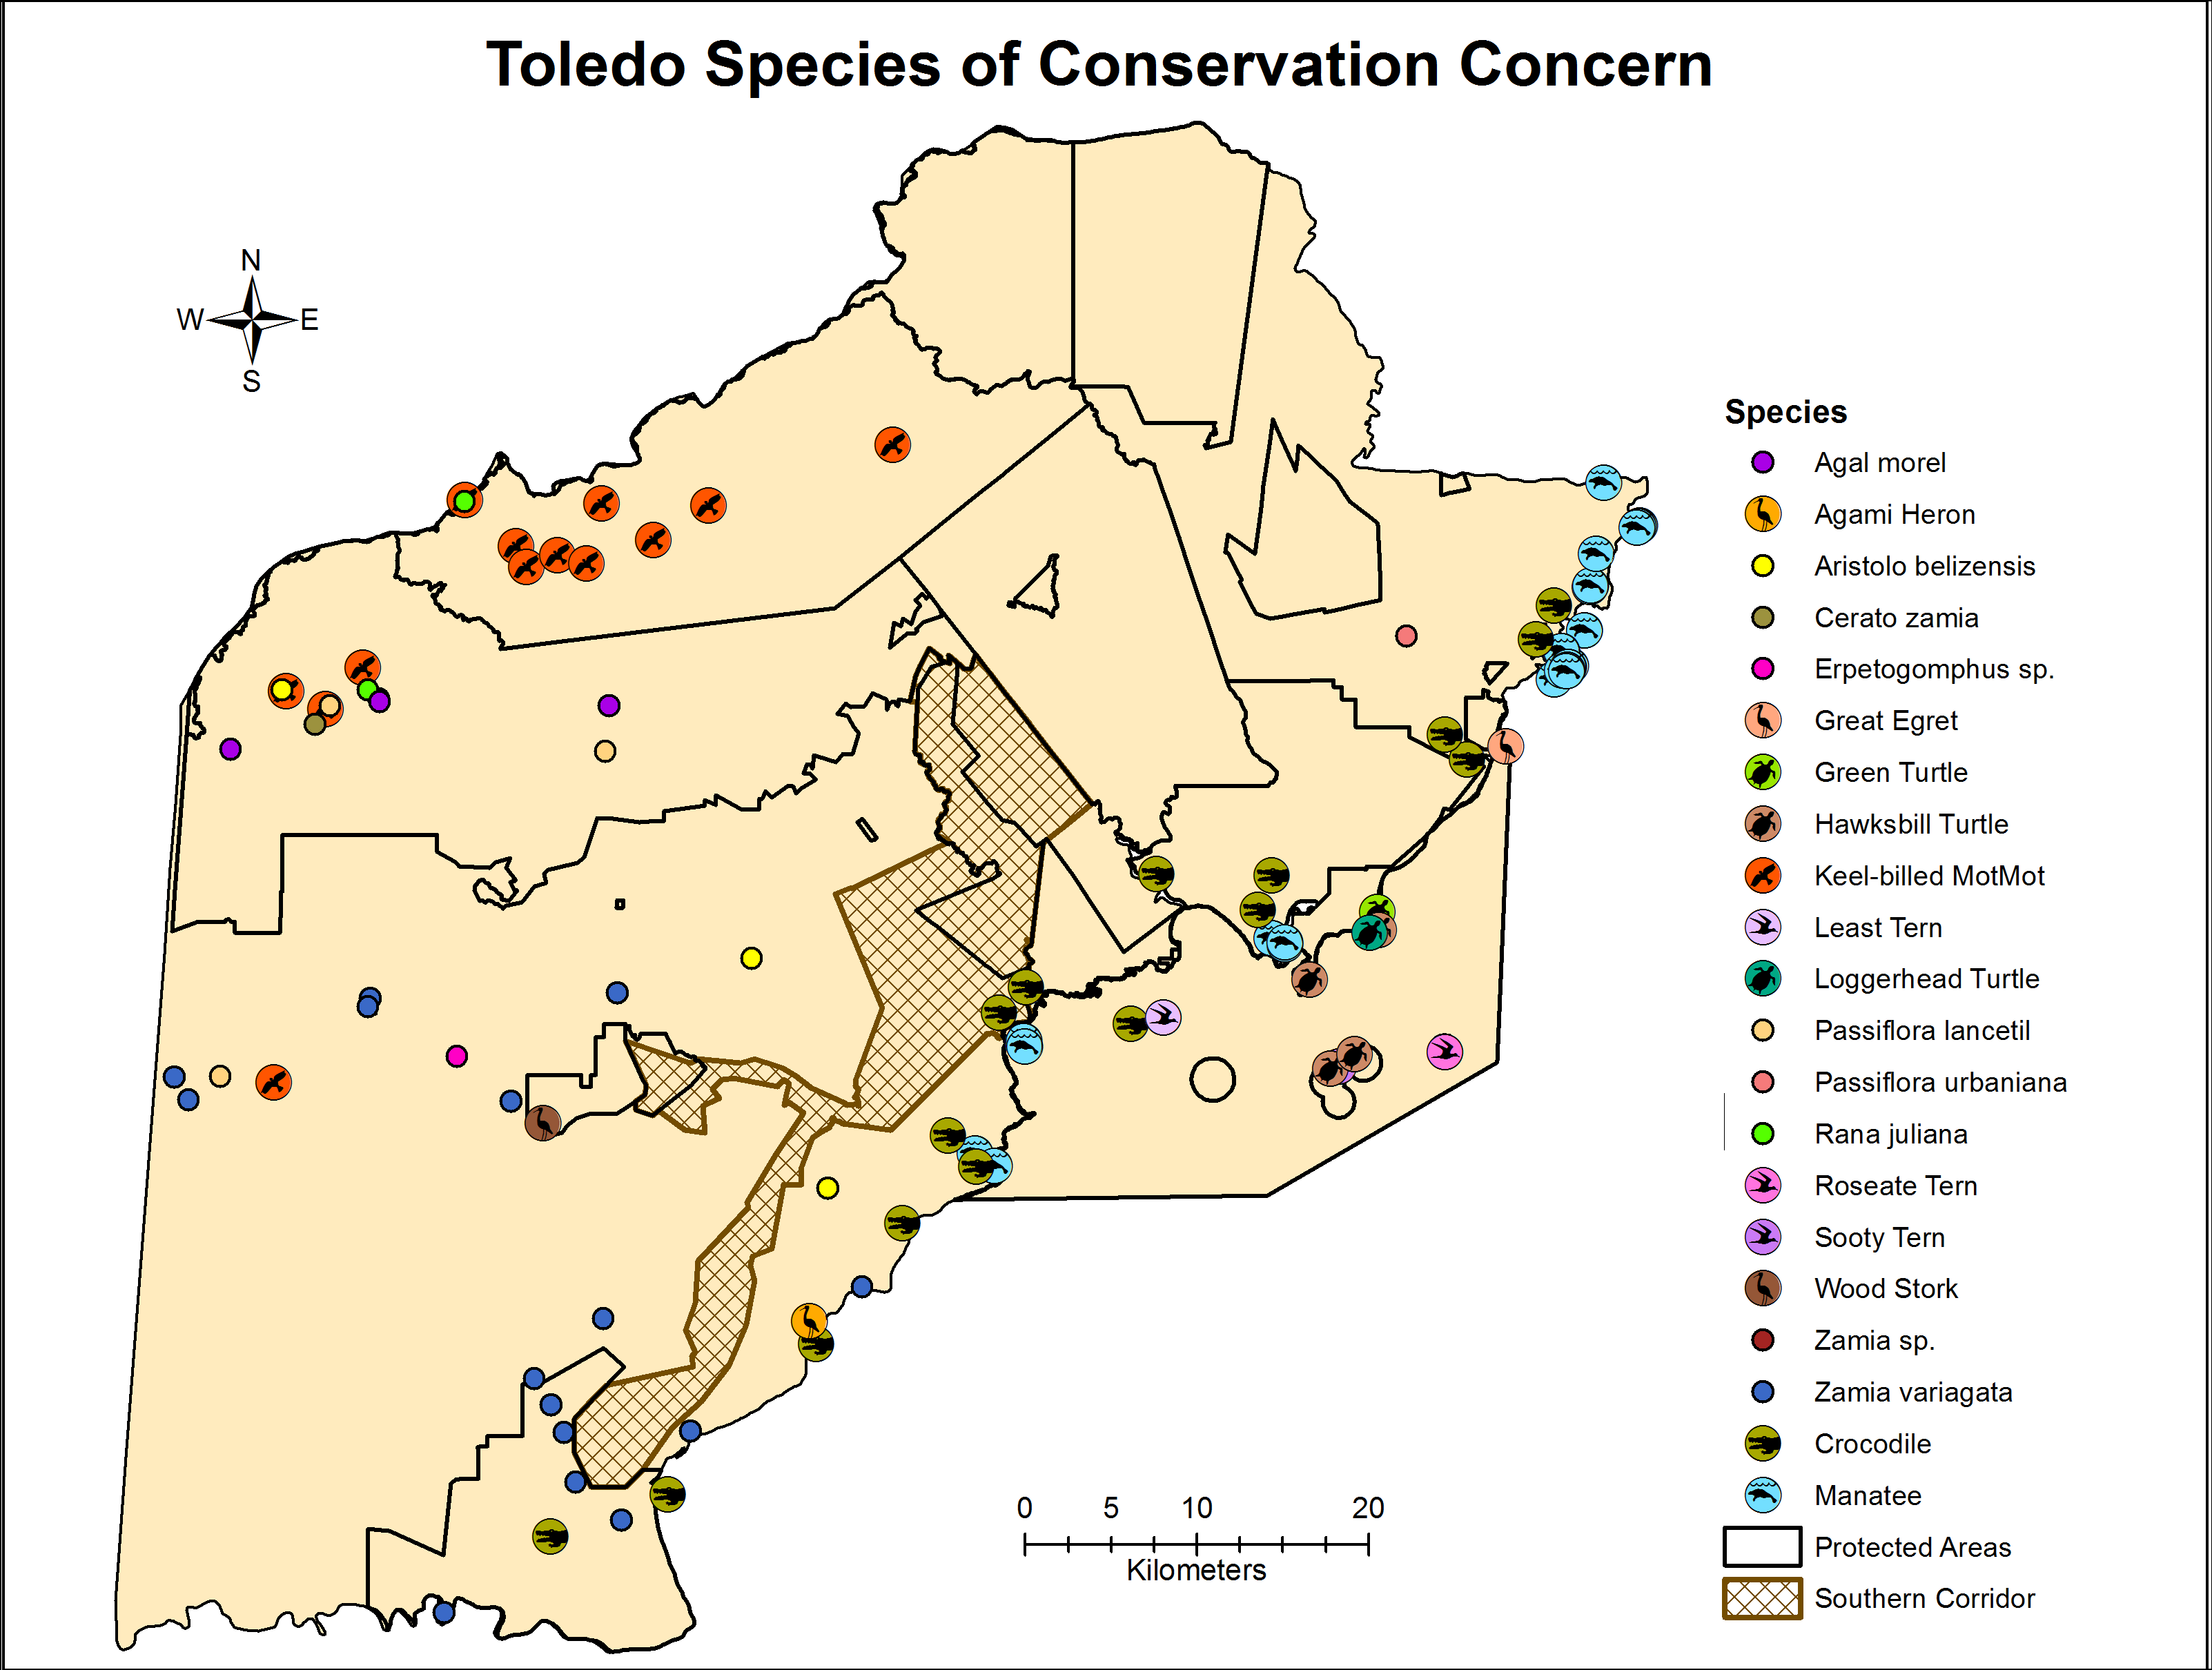 Toledo Species of Conservation Concern
N
W E
S
Species
Agal morel
Agami Heron
Aristolo belizensis
Cerato zamia
Erpetogomphus sp.
Great Egret
Green Turtle
Hawksbill Turtle
Keel-billed MotMot
Least Tern
Loggerhead Turtle
Passiflora lancetil
Passiflora urbaniana
Rana juliana
Roseate Tern
Sooty Tern
Wood Stork
Zamia sp.
Zamia variagata
Crocodile
Manatee
Protected Areas
Southern Corridor
0 5 10 20
Kilometers